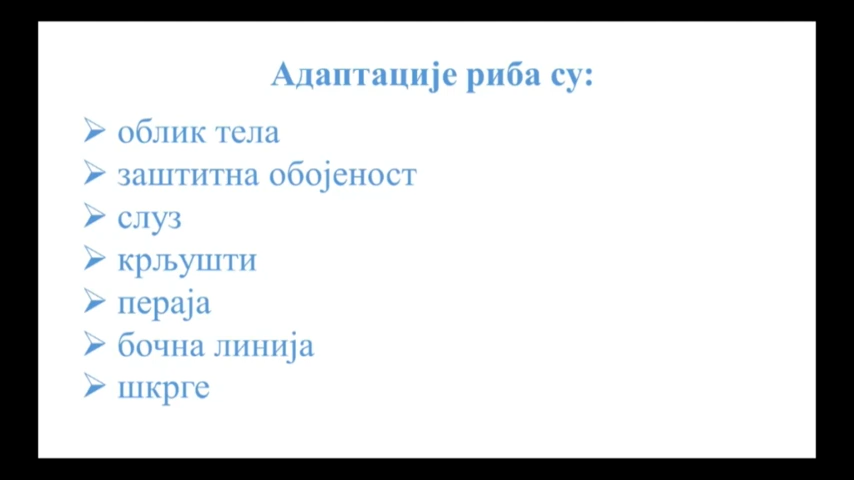 Адаптације риба су:
облик тела
заштитна обојеност
слуз
крљушти
пераја
бочна линија
шкрге